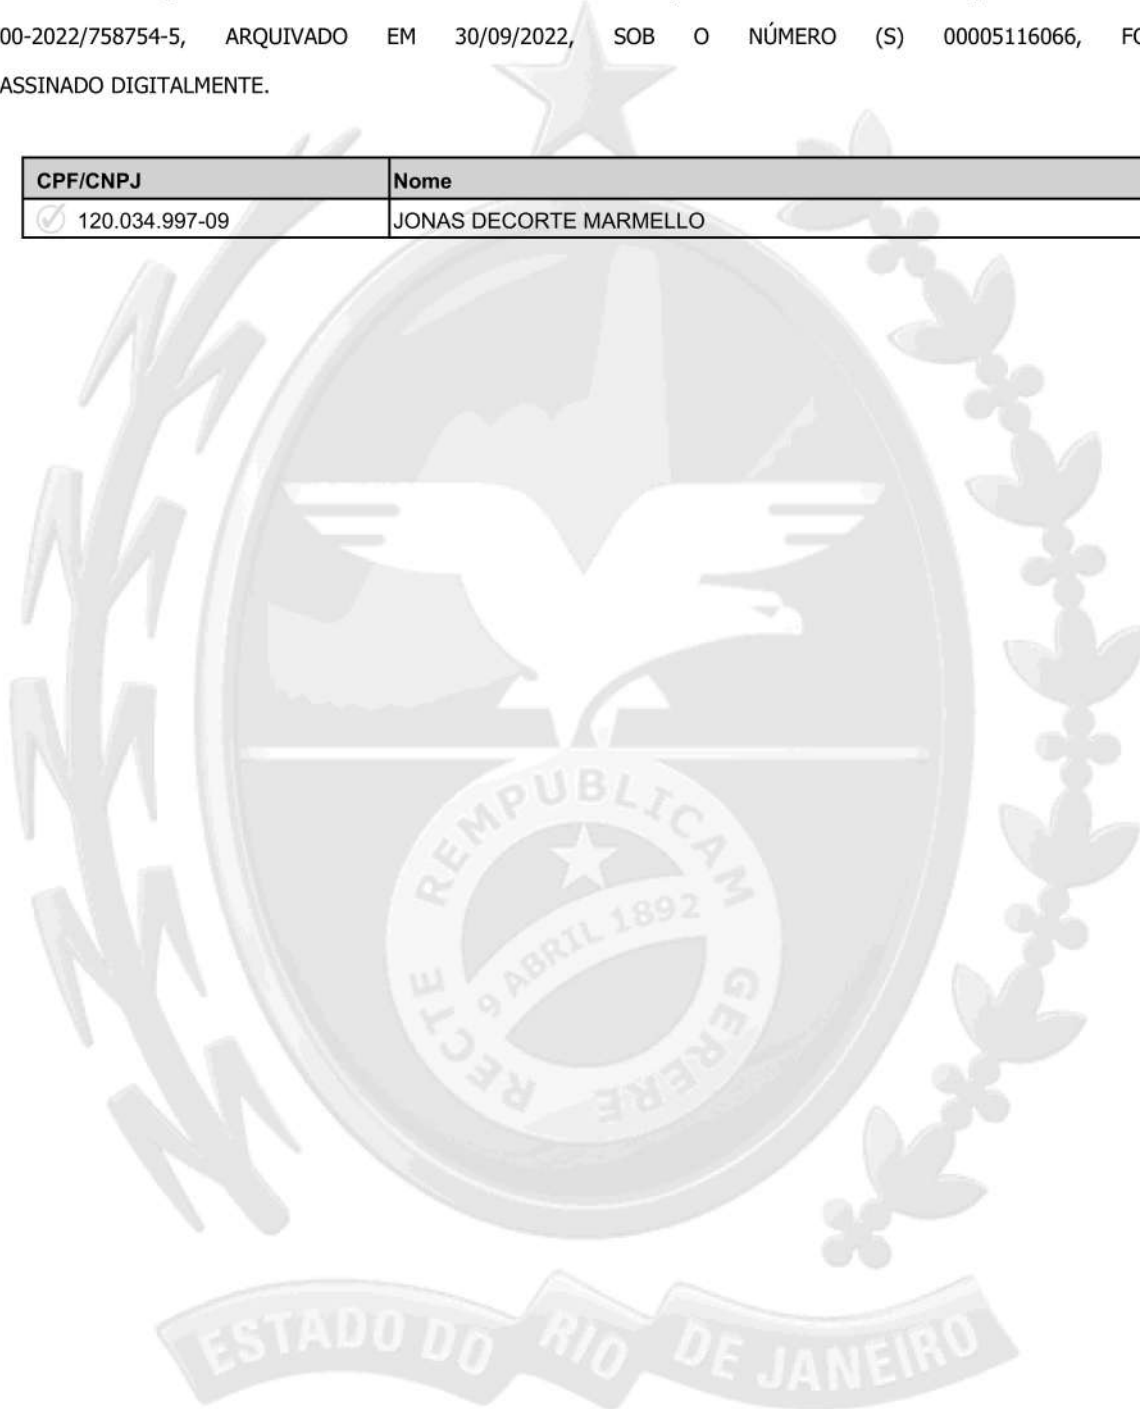 00-2022/758754-5, ARQUIVADO EM 30/09/2022, SOB O NÚMERO (S) 00005116066, FO
ASSINADO DIGITALMENTE.
CPF/CNPJ Nome
120.034.997-09 JONAS DECORTE MARMELLO
RECTE REMPUBLICAM GERERE
9 ABRIL 1892
ESTADO DO RIO DE JANEIRO